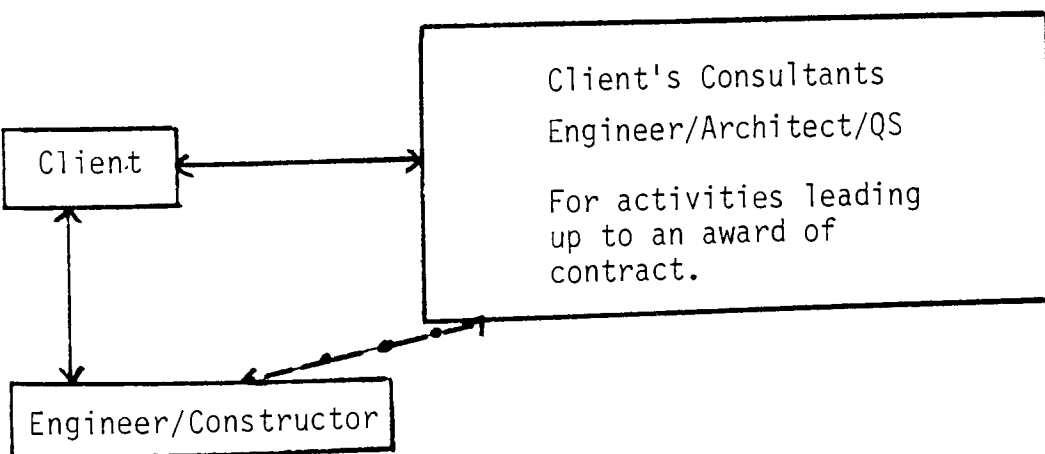 Client's Consultants
Engineer/Architect/QS
Client
For activities leading
up to an award of
contract.
Engineer/Constructor